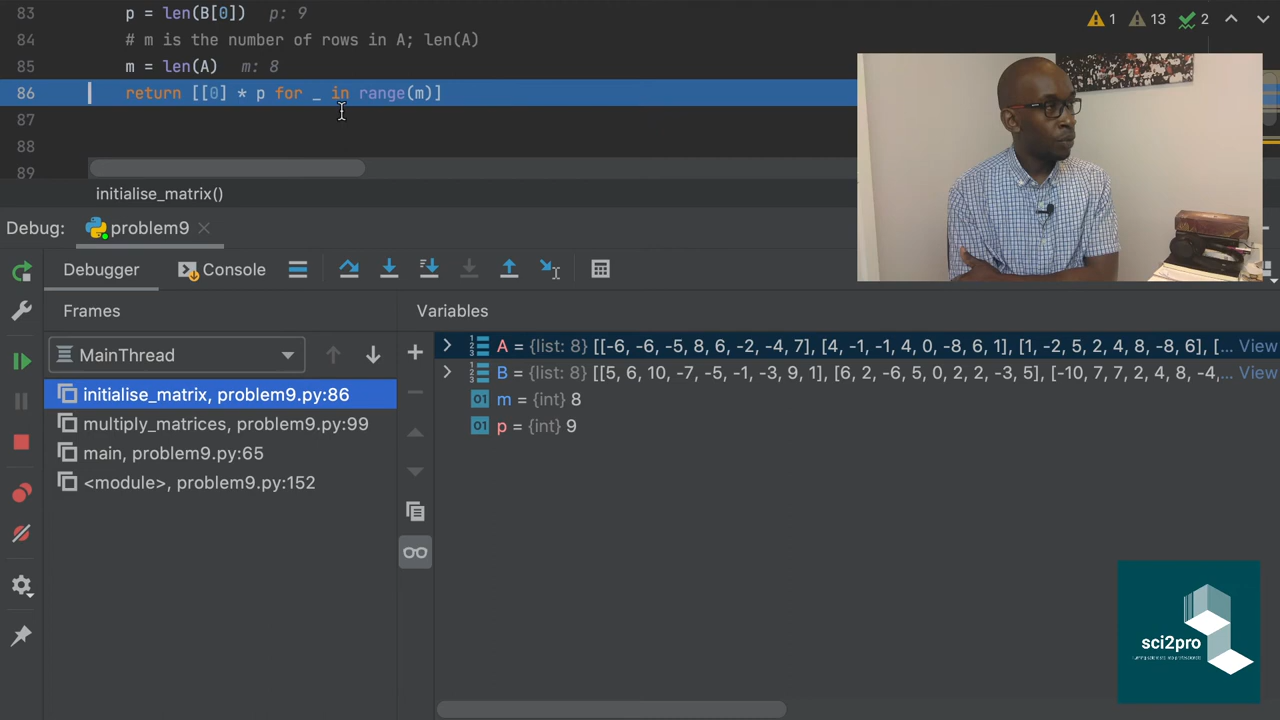 83 p = len(B[0]) p: 9
84 # m is the number of rows in A; len(A)
85 m = len(A) m: 8
86 return [[0] * p for _ in range(m)]
87
88
89
1 13 2
initialise_matrix()
Debug: problem9
Debugger Console
Frames Variables
MainThread
initialise_matrix, problem9.py:86
multiply_matrices, problem9.py:99
main, problem9.py:65
<module>, problem9.py:152
A = {list: 8} [[-6, -6, -5, 8, 6, -2, -4, 7], [4, -1, -1, 4, 0, -8, 6, 1], [1, -2, 5, 2, 4, 8, -8, 6], [... View
B = {list: 8} [[5, 6, 10, -7, -5, -1, -3, 9, 1], [6, 2, -6, 5, 0, 2, 2, -3, 5], [-10, 7, 7, 2, 4, 8, -4,... View
m = {int} 8
p = {int} 9
sci2pro